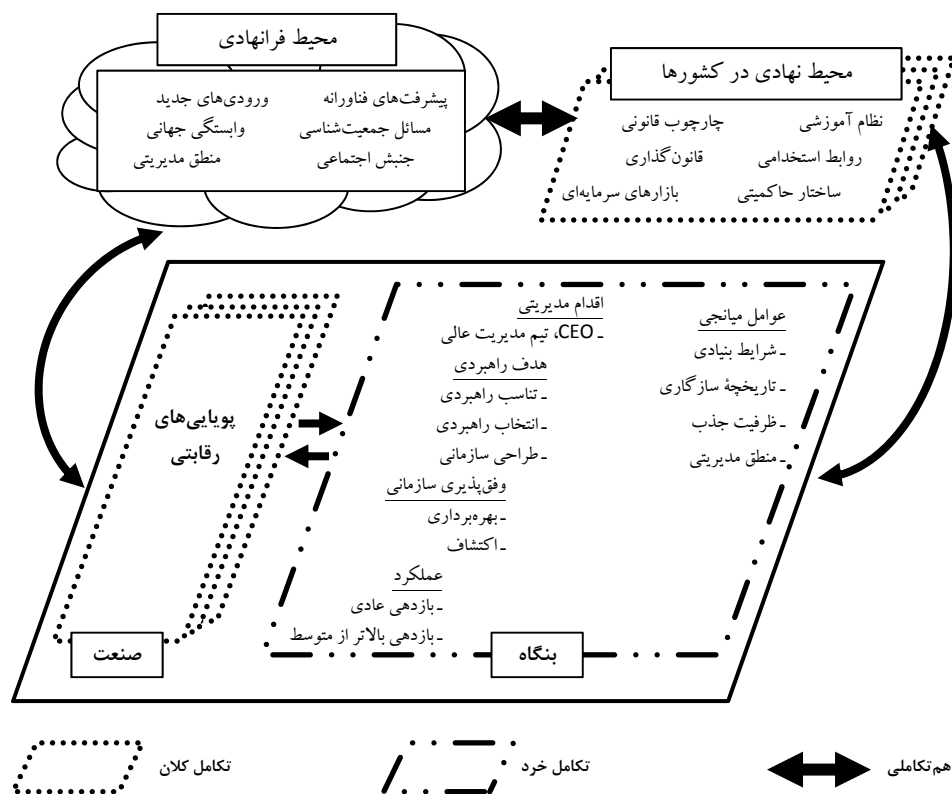 محیط فرانهادی
پیشرفت‌های فناورانه ورودی‌های جدید
مسائل جمعیت‌شناسی وابستگی جهانی
جنبش اجتماعی منطق مدیریتی
محیط نهادی در کشورها
نظام آموزشی چارچوب قانونی
روابط استخدامی قانون‌گذاری
ساختار حاکمیتی بازارهای سرمایه‌ای
عوامل میانجی
ـ شرایط بنیادی
ـ تاریخچۀ سازگاری
ـ ظرفیت جذب
ـ منطق مدیریتی
اقدام مدیریتی
ـ CEO، تیم مدیریت عالی
هدف راهبردی
ـ تناسب راهبردی
ـ انتخاب راهبردی
ـ طراحی سازمانی
وفق‌پذیری سازمانی
ـ بهره‌برداری
ـ اکتشاف
عملکرد
ـ بازدهی عادی
ـ بازدهی بالاتر از متوسط
پویایی‌های
رقابتی
بنگاه
صنعت
هم‌تکاملی
تکامل خرد
تکامل کلان